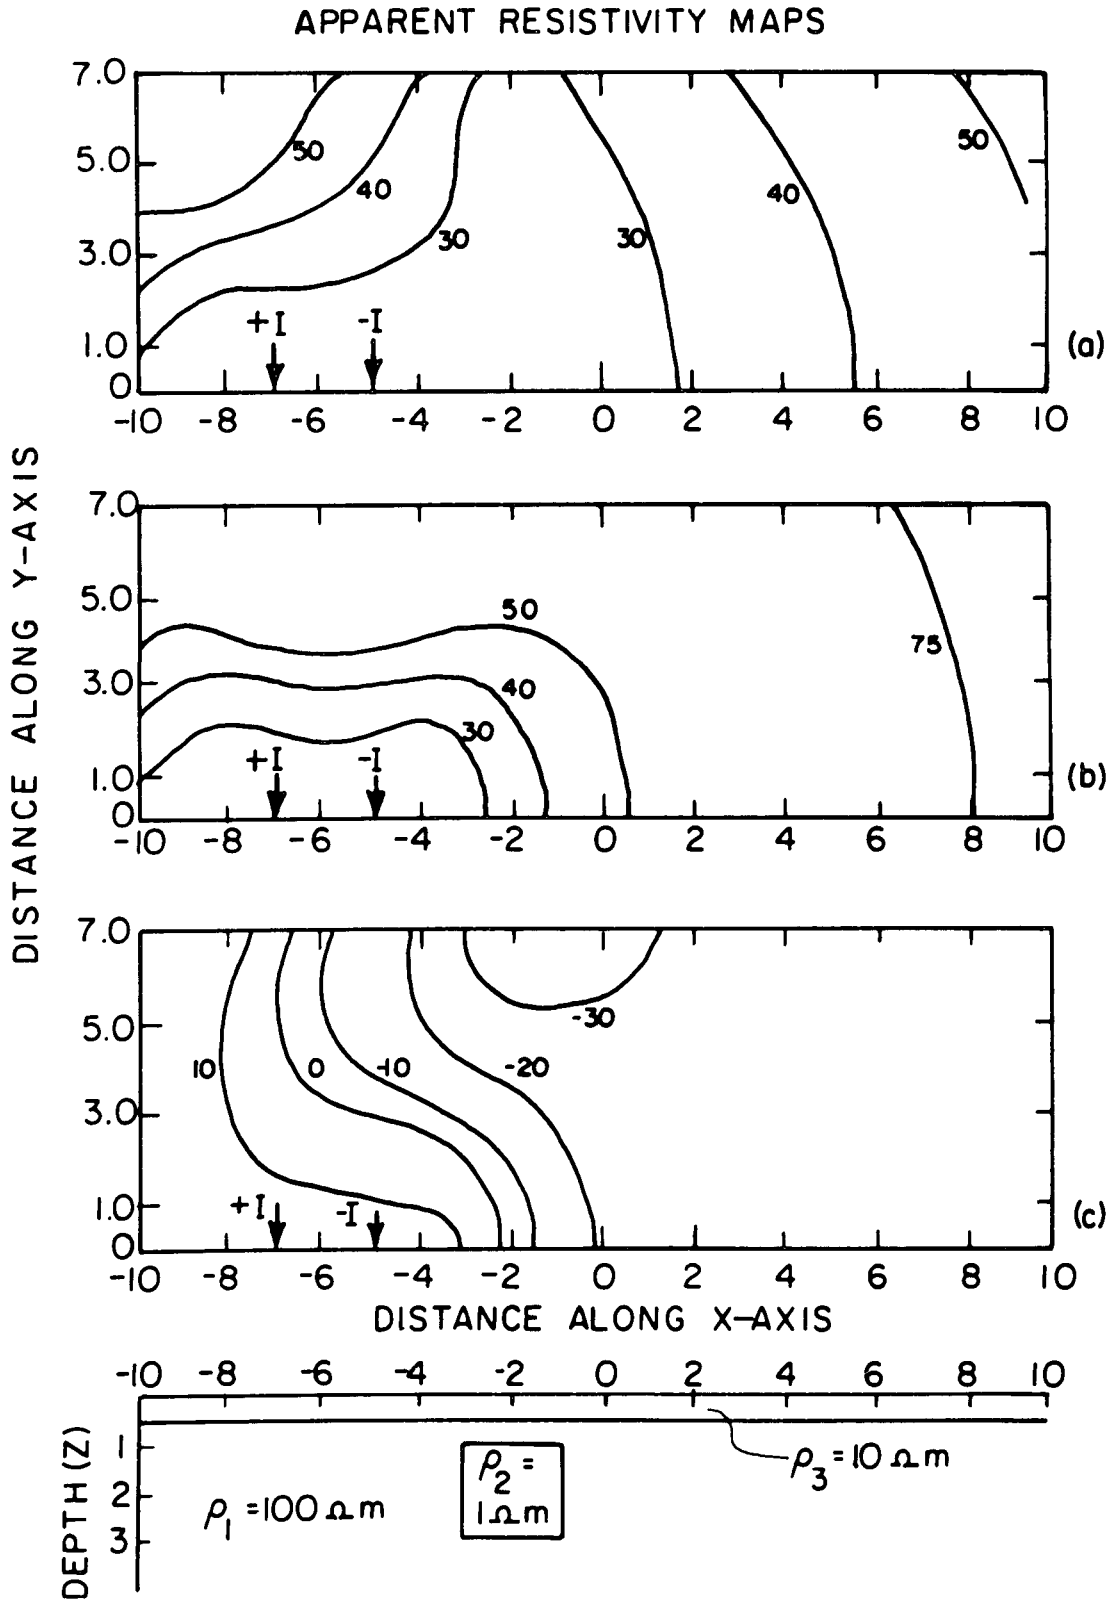 APPARENT RESISTIVITY MAPS
DISTANCE ALONG Y-AXIS
7.0
5.0
3.0
1.0
0
50
40
30
30
40
50
+I -I
(a)
-10 -8 -6 -4 -2 0 2 4 6 8 10
7.0
5.0
3.0
1.0
0
50
40
30
75
+I -I
(b)
-10 -8 -6 -4 -2 0 2 4 6 8 10
7.0
5.0
3.0
1.0
0
10 0 -10 -20
-30
+I -I
(c)
-10 -8 -6 -4 -2 0 2 4 6 8 10
DISTANCE ALONG X-AXIS
-10 -8 -6 -4 -2 0 2 4 6 8 10
DEPTH (Z)
1
2
3
ρ1 = 100 Ωm
ρ2 =
1Ωm
ρ3 = 10 Ωm